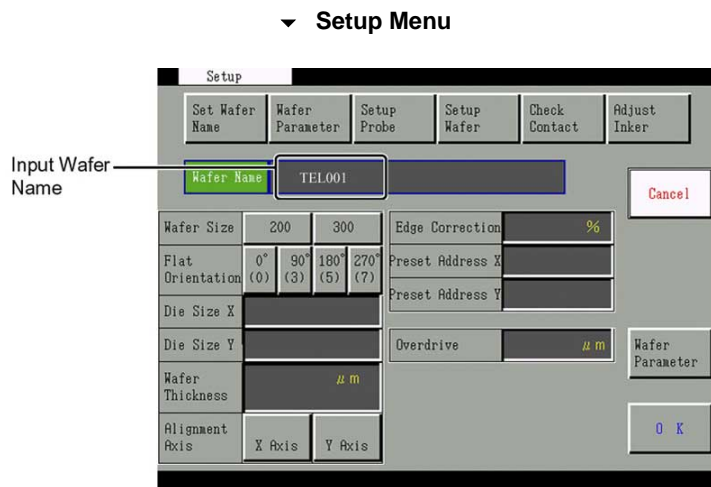 Setup Menu
Setup
Set Wafer Name
Wafer Parameter
Setup Probe
Setup Wafer
Check Contact
Adjust Inker
Input Wafer Name
Wafer Name
TEL001
Cancel
Wafer Size 200 300
Flat Orientation 0° (0) 90° (3) 180° (5) 270° (7)
Die Size X
Die Size Y
Wafer Thickness μm
Alignment Axis X Axis Y Axis
Edge Correction %
Preset Address X
Preset Address Y
Overdrive μm
Wafer Parameter
O K